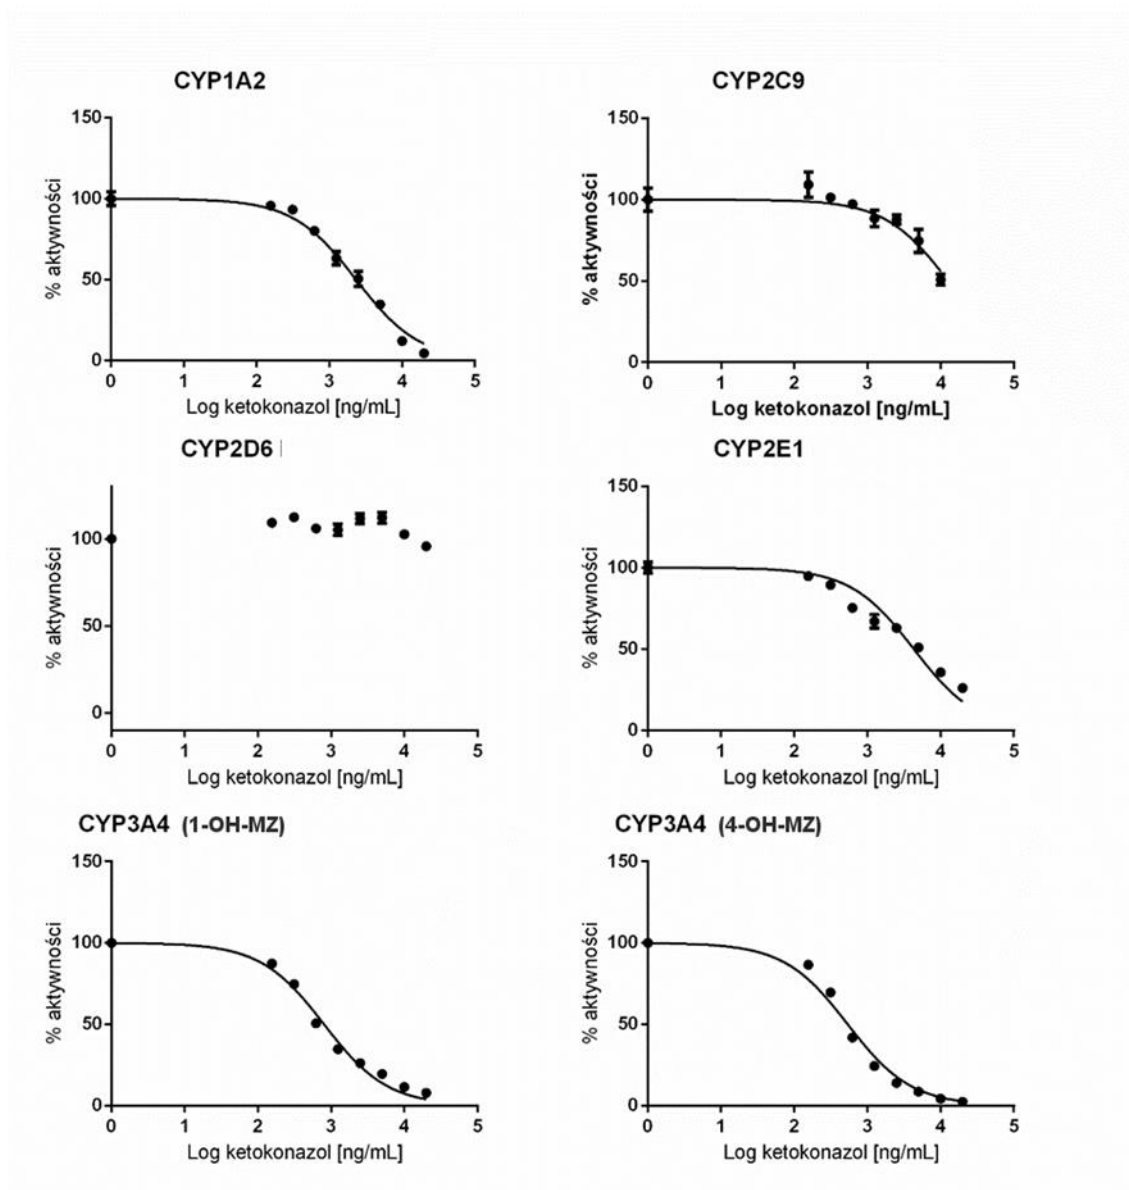 CYP1A2
150
100
50
0
% aktywności
0 1 2 3 4 5
Log ketokonazol [ng/mL]
CYP2C9
150
100
50
0
% aktywności
0 1 2 3 4 5
Log ketokonazol [ng/mL]
CYP2D6
100
50
0
% aktywności
0 1 2 3 4 5
Log ketokonazol [ng/mL]
CYP2E1
150
100
50
0
% aktywności
0 1 2 3 4 5
Log ketokonazol [ng/mL]
CYP3A4 (1-OH-MZ)
150
100
50
0
% aktywności
0 1 2 3 4 5
Log ketokonazol [ng/mL]
CYP3A4 (4-OH-MZ)
150
100
50
0
% aktywności
0 1 2 3 4 5
Log ketokonazol [ng/mL]